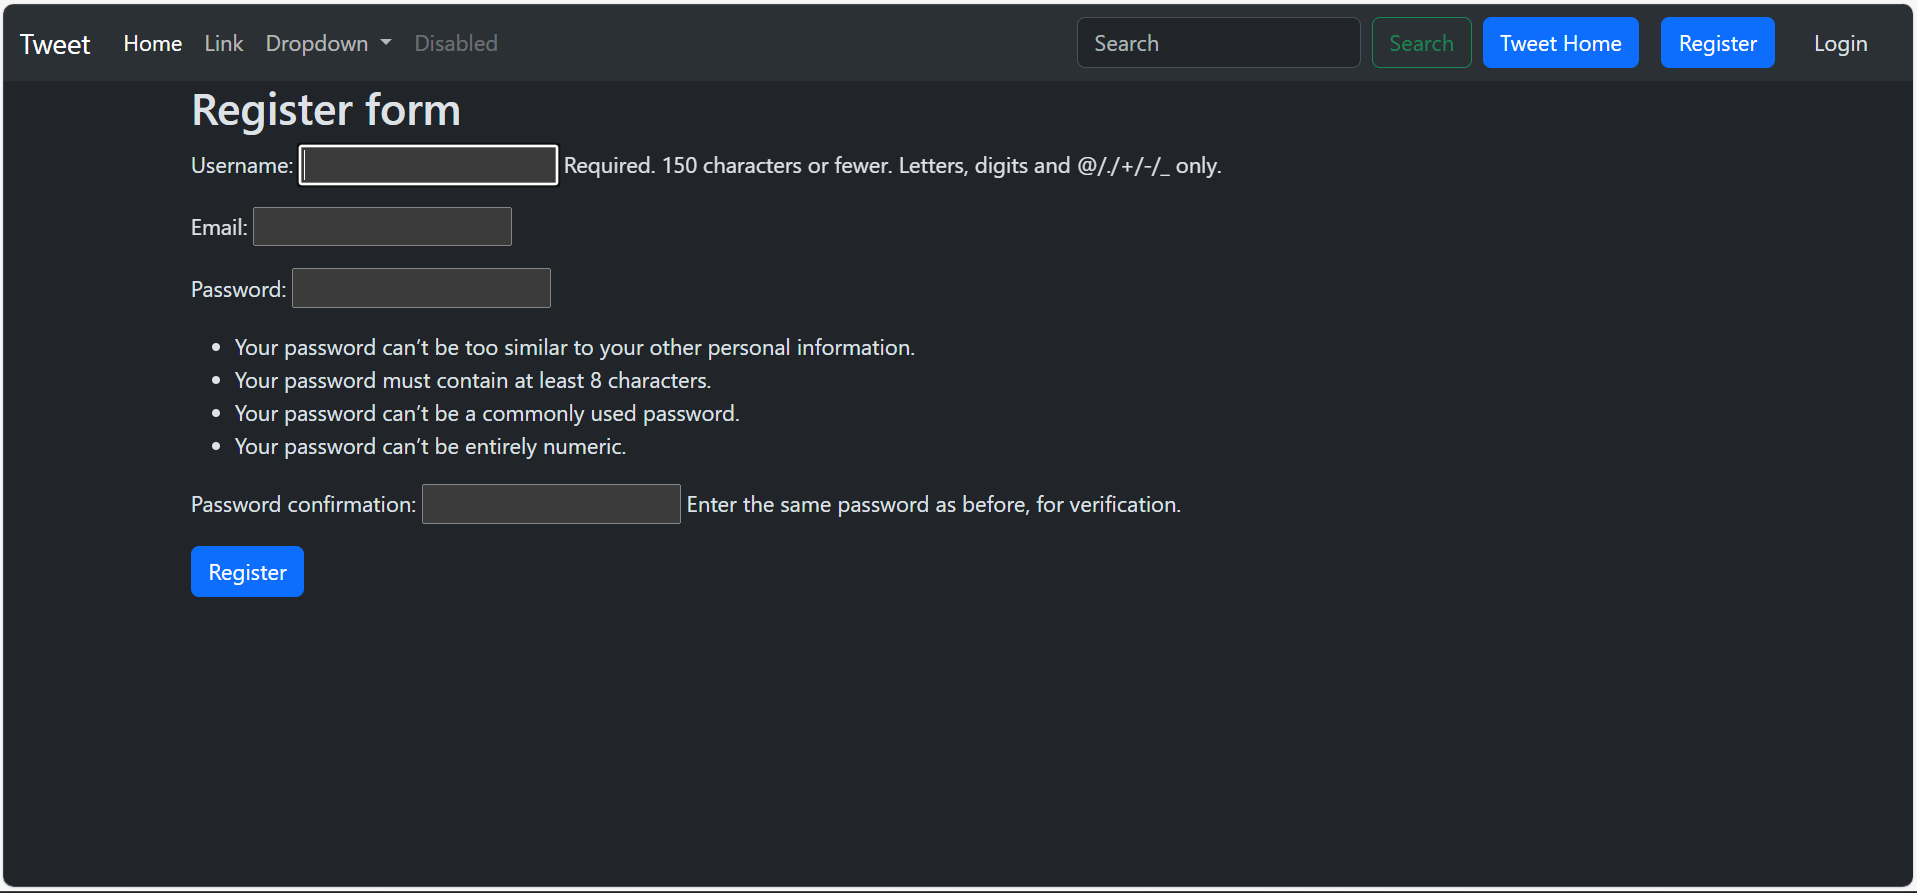 Tweet Home Link Dropdown Disabled Search Search Tweet Home Register Login
Register form
Username: Required. 150 characters or fewer. Letters, digits and @/./+/-/_ only.
Email:
Password:
• Your password can’t be too similar to your other personal information.
• Your password must contain at least 8 characters.
• Your password can’t be a commonly used password.
• Your password can’t be entirely numeric.
Password confirmation: Enter the same password as before, for verification.
Register